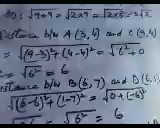 AD: √9+9 = √2×9 = √2×3 = 3√2
Distance b/w A(3,4) and C(9,4)
= √(9-3)²+(4-4)² = √6²+0
= √6² = 6
Distance b/w B(6,7) and D(6,1)
= √(6-6)²+(1-7)² = √0+(-6)²
= √6² = 6